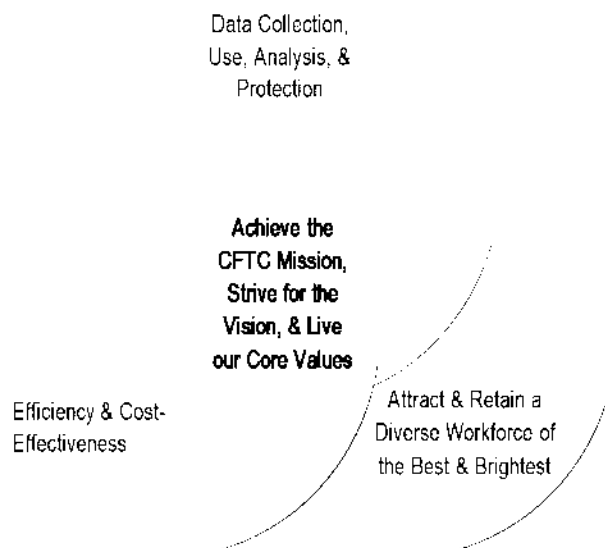 Data Collection,
Use, Analysis, &
Protection
Achieve the
CFTC Mission,
Strive for the
Vision, & Live
our Core Values
Efficiency & Cost-
Effectiveness
Attract & Retain a
Diverse Workforce of
the Best & Brightest